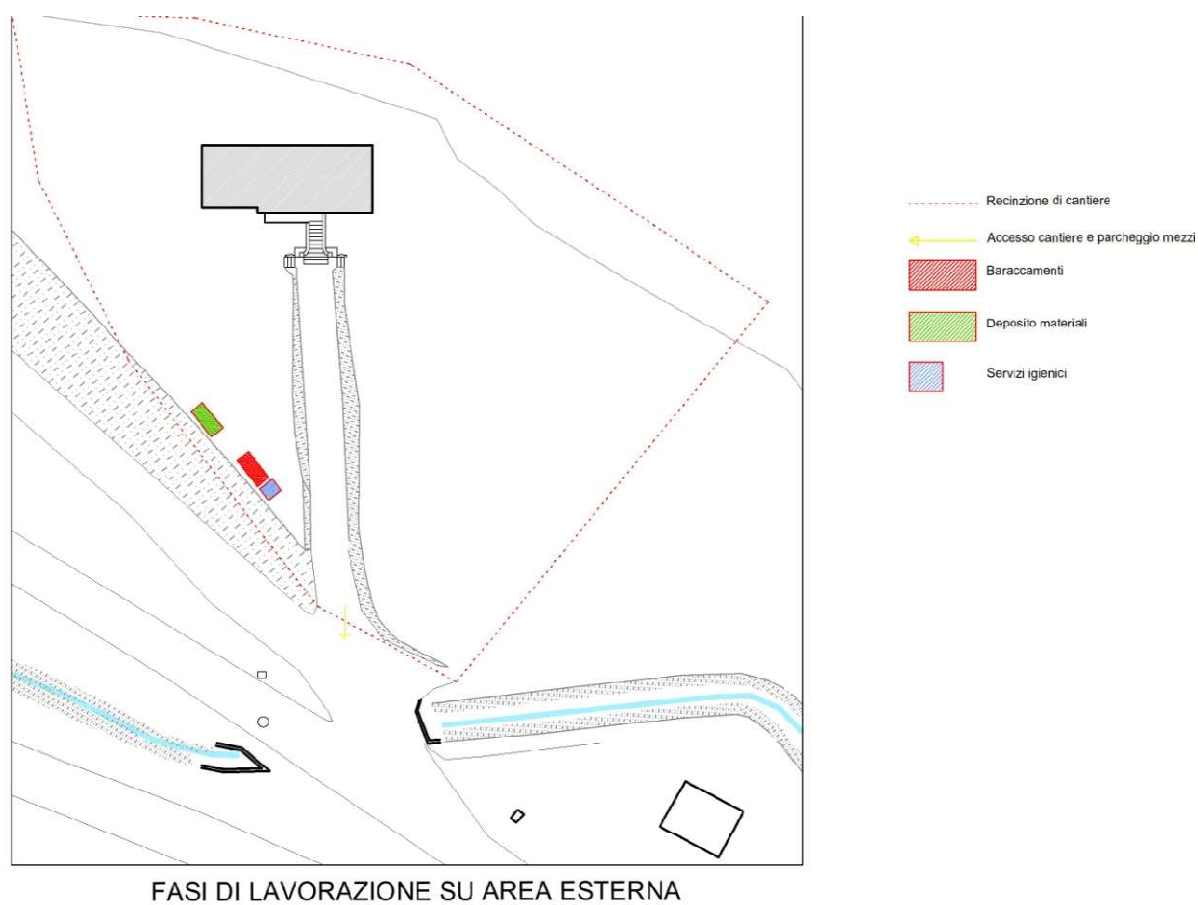 Recinzione di cantiere
Accesso cantiere e parcheggio mezzi
Baraccamenti
Deposito materiali
Servizi igienici
FASI DI LAVORAZIONE SU AREA ESTERNA